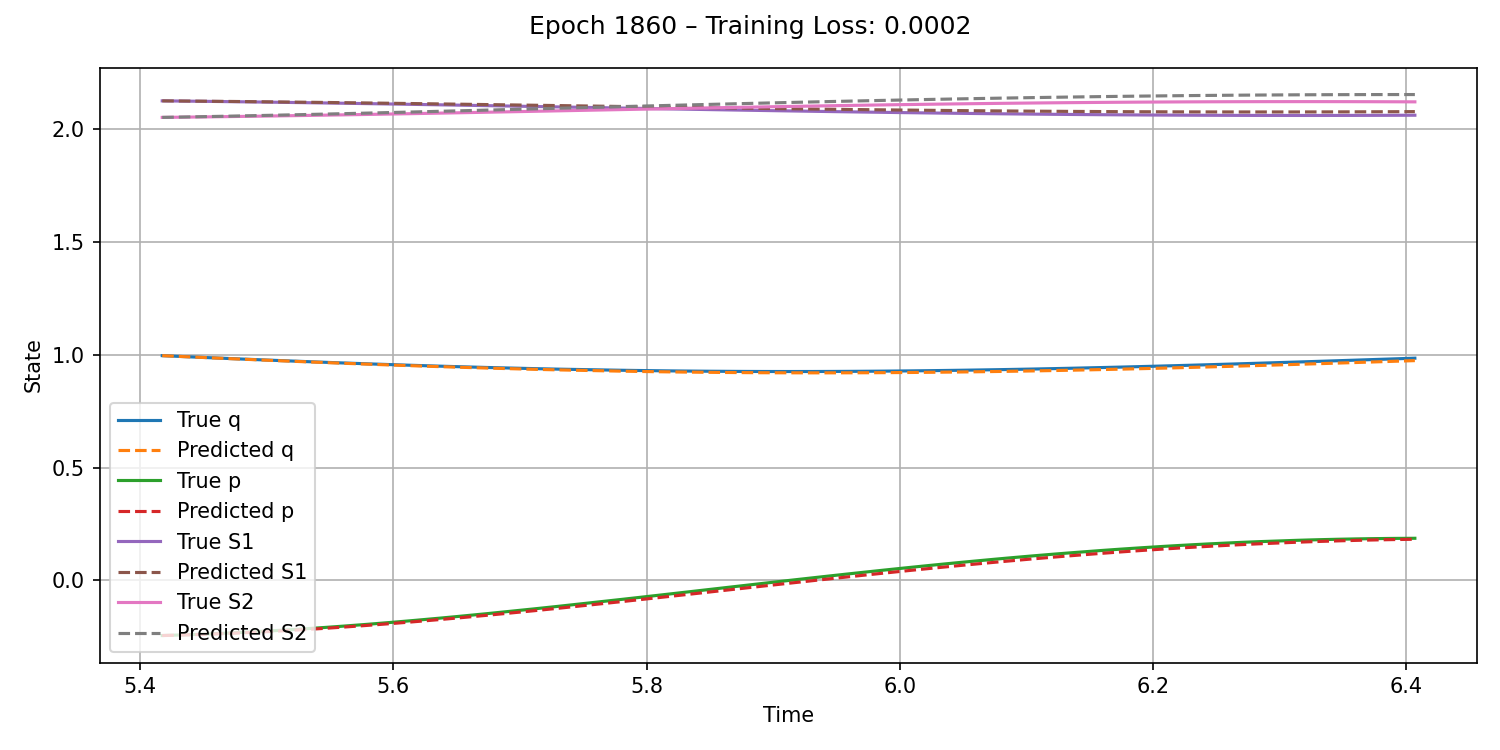 Epoch 1860 – Training Loss: 0.0002
State
2.0
1.5
1.0
0.5
0.0
True q
Predicted q
True p
Predicted p
True S1
Predicted S1
True S2
Predicted S2
5.4 5.6 5.8 6.0 6.2 6.4
Time